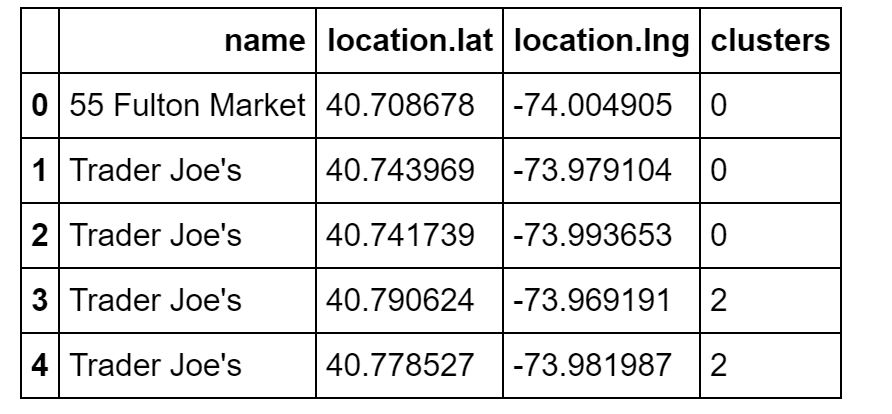 name location.lat location.lng clusters
0 55 Fulton Market 40.708678 -74.004905 0
1 Trader Joe's 40.743969 -73.979104 0
2 Trader Joe's 40.741739 -73.993653 0
3 Trader Joe's 40.790624 -73.969191 2
4 Trader Joe's 40.778527 -73.981987 2